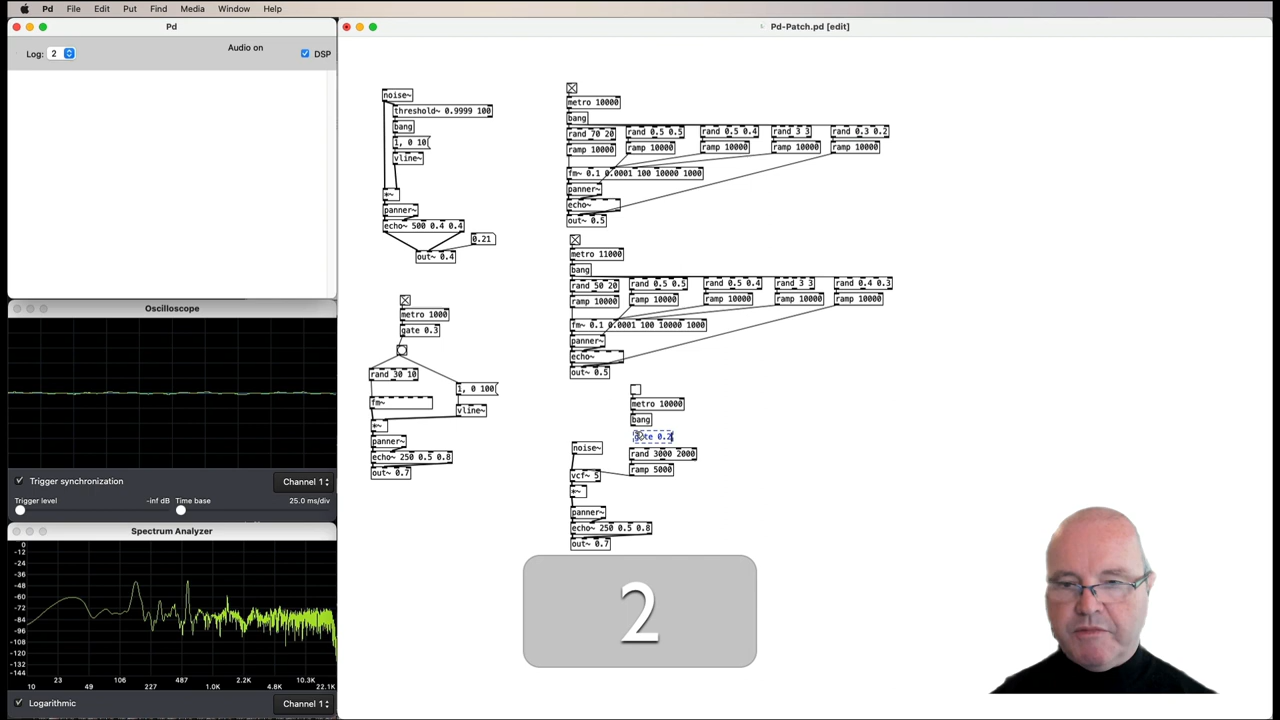 Pd File Edit Put Find Media Window Help
Pd
Log: 2
Audio on
DSP
Pd-Patch.pd [edit]
noise~
threshold~ 0.9999 100
bang
1, 0 10
vline~
*~
panner~
echo~ 500 0.4 0.4
0.21
out~ 0.4
metro 1000
gate 0.3
rand 30 10
1, 0 100
fm~
vline~
*~
panner~
echo~ 250 0.5 0.8
out~ 0.7
metro 10000
bang
rand 70 20
rand 0.5 0.5
rand 0.5 0.4
rand 3 3
rand 0.3 0.2
ramp 10000
ramp 10000
ramp 10000
ramp 10000
ramp 10000
fm~ 0.1 0.0001 100 10000 1000
panner~
echo~
out~ 0.5
metro 11000
bang
rand 50 20
rand 0.5 0.5
rand 0.5 0.4
rand 3 3
rand 0.4 0.3
ramp 10000
ramp 10000
ramp 10000
ramp 10000
ramp 10000
fm~ 0.1 0.0001 100 10000 1000
panner~
echo~
out~ 0.5
metro 10000
bang
gate 0.2
rand 3000 2000
ramp 5000
noise~
vcf~ 5
*~
panner~
echo~ 250 0.5 0.8
out~ 0.7
2
Oscilloscope
Trigger synchronization
Channel 1
Trigger level
-inf dB
Time base
25.0 ms/div
Spectrum Analyzer
0
-12
-24
-36
-48
-60
-72
-84
-96
-108
-120
-132
-144
10 23 49 106 227 487 1.0K 2.2K 4.8K 10.3K 22.1K
Logarithmic
Channel 1